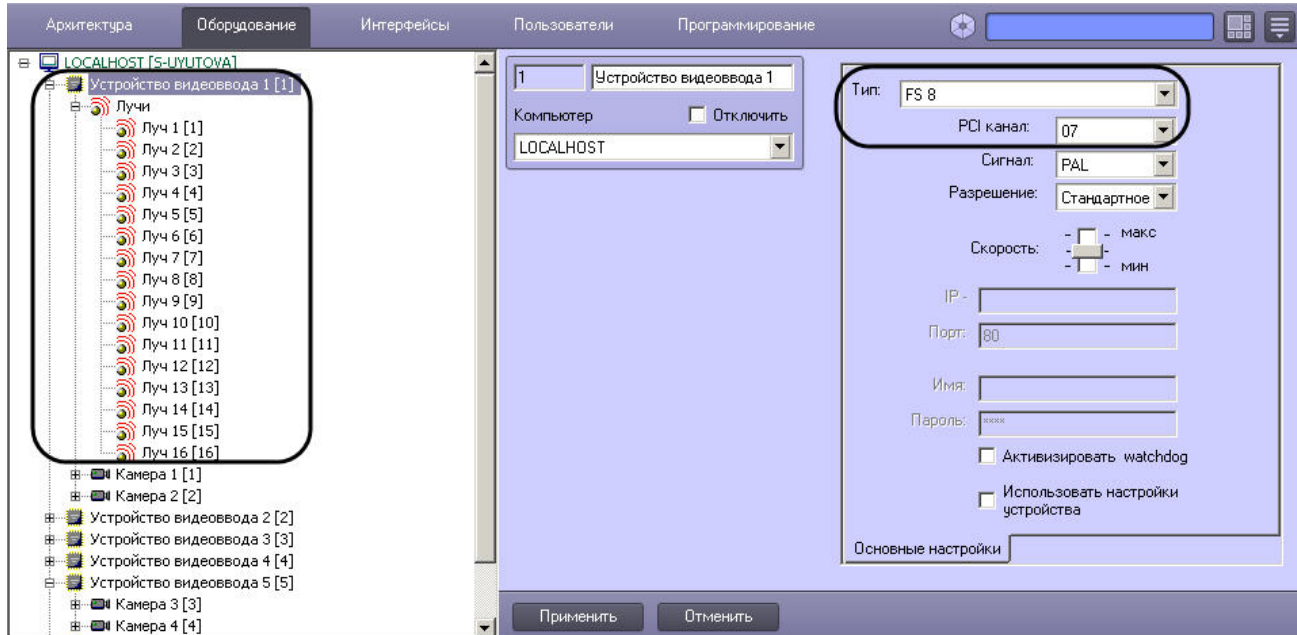 Архитектура Оборудование Интерфейсы Пользователи Программирование
LOCALHOST [S-UYUTOVA]
Устройство видеоввода 1 [1]
Лучи
Луч 1 [1]
Луч 2 [2]
Луч 3 [3]
Луч 4 [4]
Луч 5 [5]
Луч 6 [6]
Луч 7 [7]
Луч 8 [8]
Луч 9 [9]
Луч 10 [10]
Луч 11 [11]
Луч 12 [12]
Луч 13 [13]
Луч 14 [14]
Луч 15 [15]
Луч 16 [16]
Камера 1 [1]
Камера 2 [2]
Устройство видеоввода 2 [2]
Устройство видеоввода 3 [3]
Устройство видеоввода 4 [4]
Устройство видеоввода 5 [5]
Камера 3 [3]
Камера 4 [4]
1 Устройство видеоввода 1
Компьютер Отключить
LOCALHOST
Тип: FS 8
PCI канал: 07
Сигнал: PAL
Разрешение: Стандартное
Скорость: - - макс
- -
- - мин
IP -
Порт: 80
Имя:
Пароль: ××××
Активизировать watchdog
Использовать настройки
устройства
Основные настройки
Применить Отменить